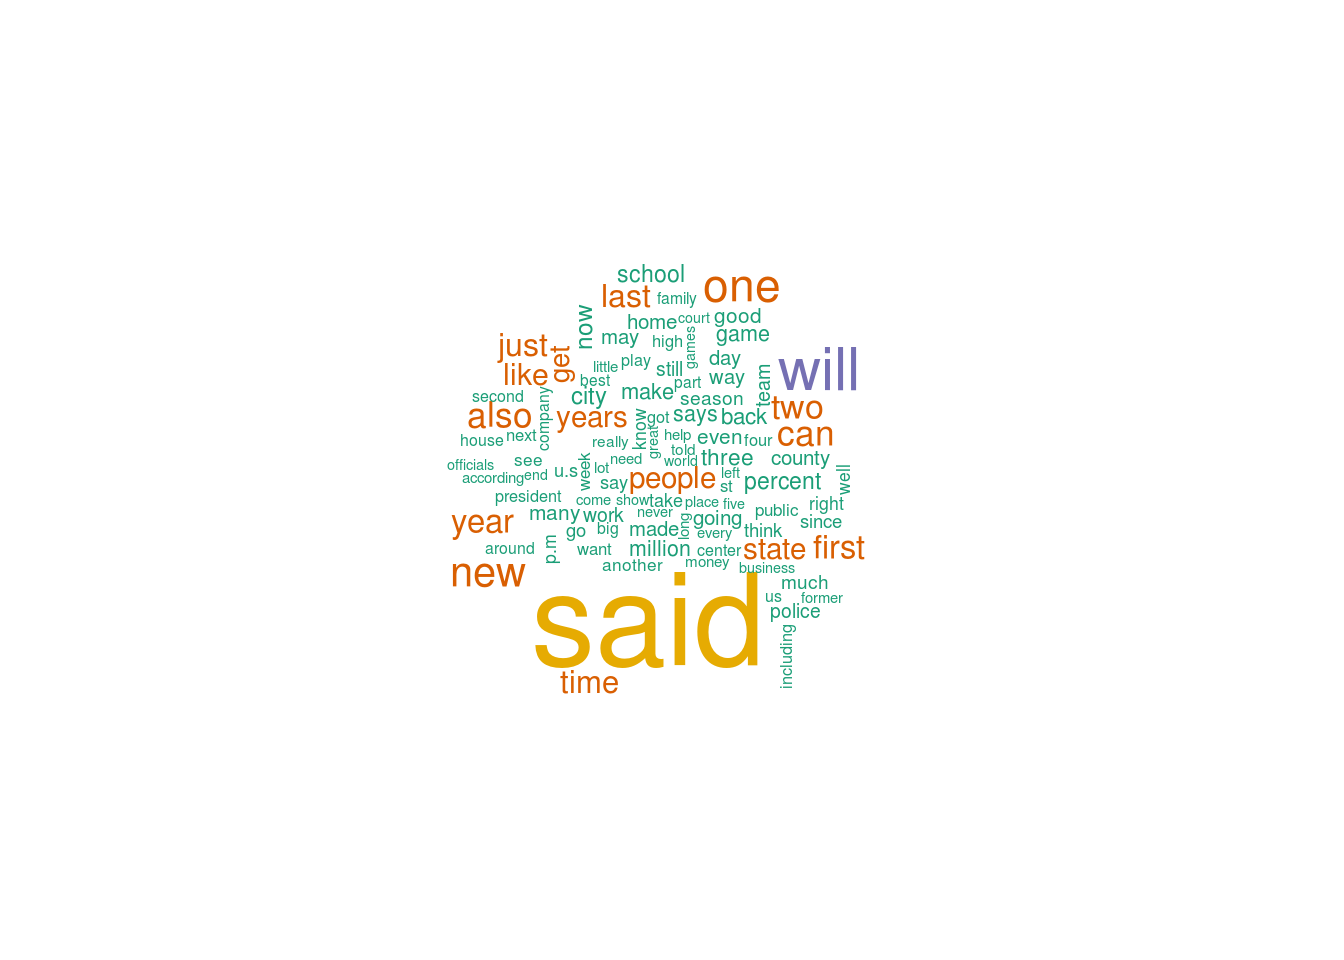 school
one
last
family
now
home
court
good
just
may
high
games
game
get
like
little
play
still
day
will
best
part
way
team
second
company
city
make
season
also
years
know
got
says
back
two
house
next
really
great
help
even
four
can
officials
see
week
need
told
world
three
county
according
end
u.s
lot
say
people
left
st
percent
well
president
come
show
take
place
five
public
right
year
many
work
never
long
going
since
around
p.m
go
big
made
every
think
want
million
center
state
first
new
another
money
business
said
much
us
former
police
including
time